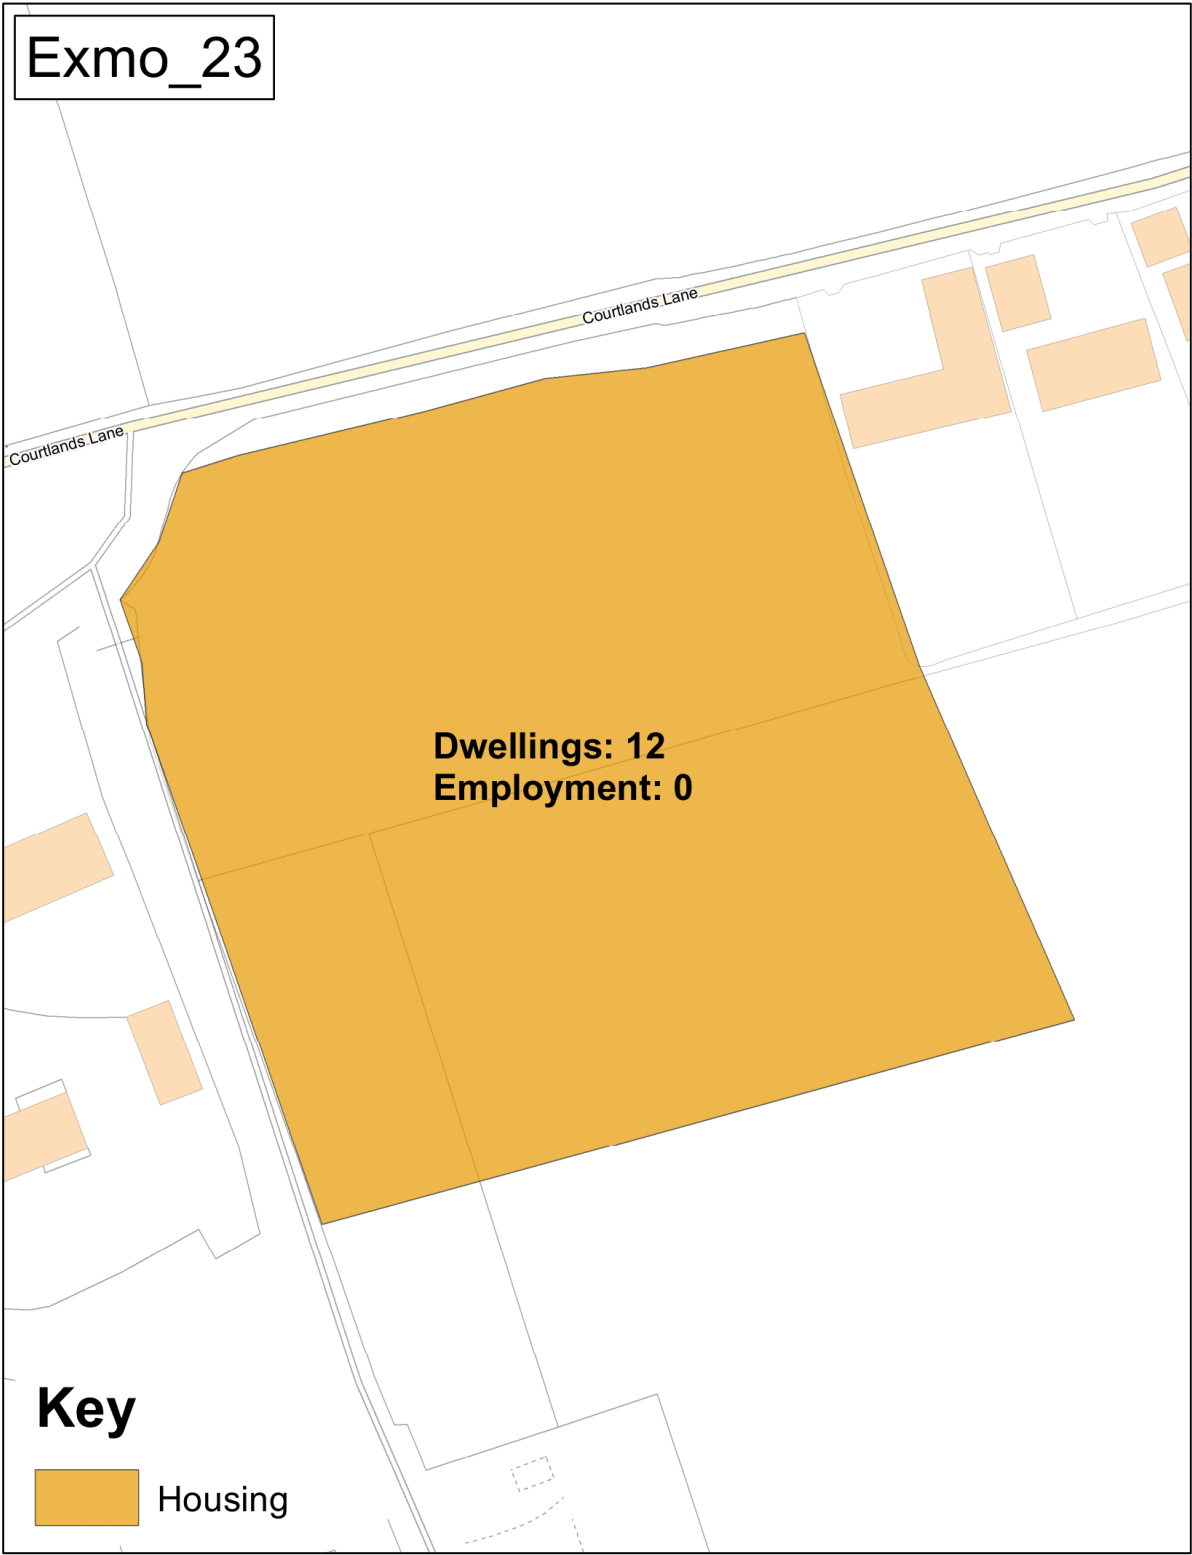 Exmo_23
Courtlands Lane
Courtlands Lane
Dwellings: 12
Employment: 0
Key
Housing